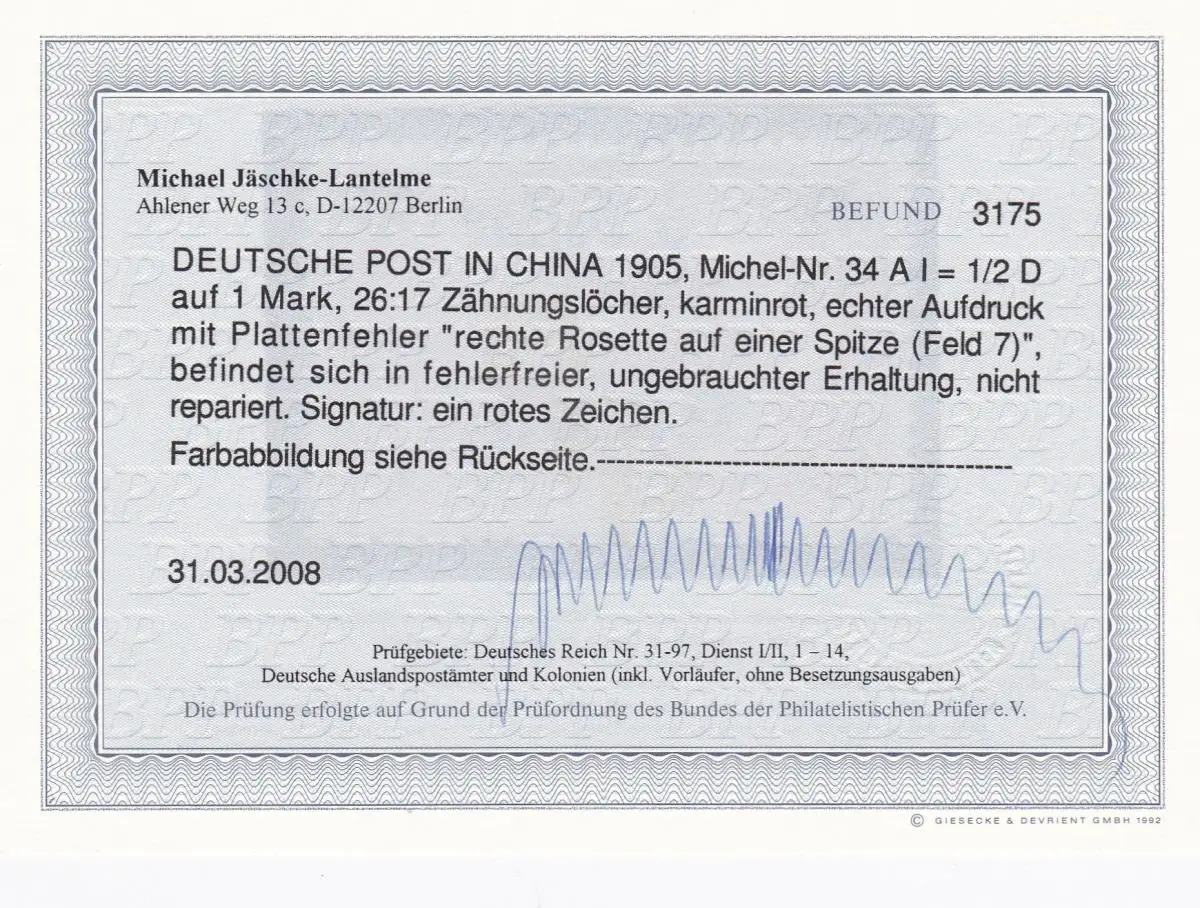 Michael Jäschke-Lantelme
Ahlener Weg 13 c, D-12207 Berlin
BEFUND 3175
DEUTSCHE POST IN CHINA 1905, Michel-Nr. 34 A I = 1/2 D
auf 1 Mark, 26:17 Zähnungslöcher, karminrot, echter Aufdruck
mit Plattenfehler "rechte Rosette auf einer Spitze (Feld 7)",
befindet sich in fehlerfreier, ungebrauchter Erhaltung, nicht
repariert. Signatur: ein rotes Zeichen.
Farbabbildung siehe Rückseite.----------------------------------------
31.03.2008
Prüfgebiete: Deutsches Reich Nr. 31-97, Dienst I/II, 1 – 14,
Deutsche Auslandspostämter und Kolonien (inkl. Vorläufer, ohne Besetzungsausgaben)
Die Prüfung erfolgte auf Grund der Prüfordnung des Bundes der Philatelistischen Prüfer e.V.
© GIESECKE & DEVRIENT GMBH 1992